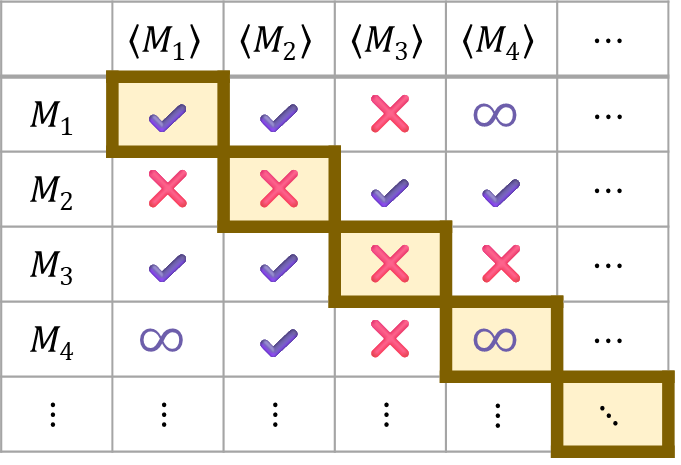 ⟨M₁⟩ ⟨M₂⟩ ⟨M₃⟩ ⟨M₄⟩ ⋯
M₁ ✓ ✓ ❌ ∞ ⋯
M₂ ❌ ❌ ✓ ✓ ⋯
M₃ ✓ ✓ ❌ ❌ ⋯
M₄ ∞ ✓ ❌ ∞ ⋯
⋮ ⋮ ⋮ ⋮ ⋮ ⋱